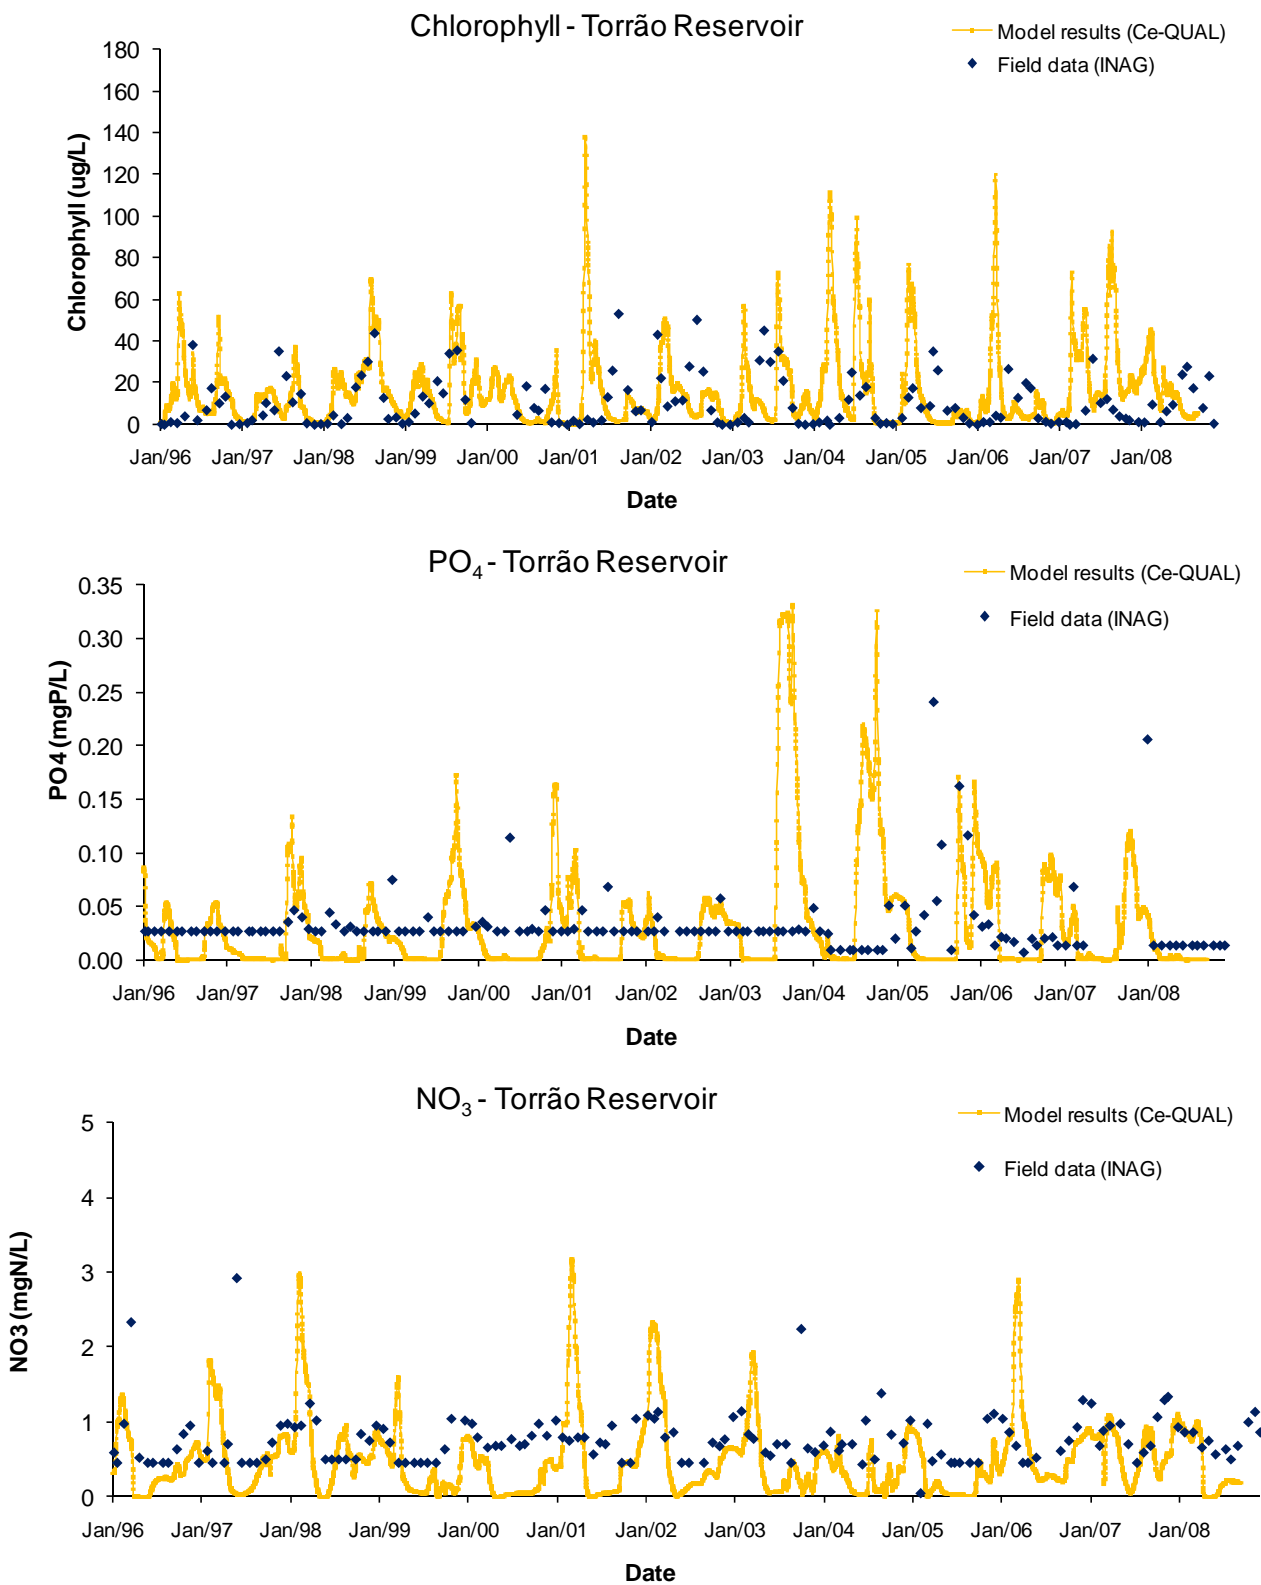 Chlorophyll - Torrão Reservoir
Model results (Ce-QUAL)
Field data (INAG)
180
160
140
120
100
80
60
40
20
0
Chlorophyll (ug/L)
Jan/96 Jan/97 Jan/98 Jan/99 Jan/00 Jan/01 Jan/02 Jan/03 Jan/04 Jan/05 Jan/06 Jan/07 Jan/08
Date
PO4 - Torrão Reservoir
Model results (Ce-QUAL)
Field data (INAG)
0.35
0.30
0.25
0.20
0.15
0.10
0.05
0.00
PO4 (mgP/L)
Jan/96 Jan/97 Jan/98 Jan/99 Jan/00 Jan/01 Jan/02 Jan/03 Jan/04 Jan/05 Jan/06 Jan/07 Jan/08
Date
NO3 - Torrão Reservoir
Model results (Ce-QUAL)
Field data (INAG)
5
4
3
2
1
0
NO3 (mgN/L)
Jan/96 Jan/97 Jan/98 Jan/99 Jan/00 Jan/01 Jan/02 Jan/03 Jan/04 Jan/05 Jan/06 Jan/07 Jan/08
Date